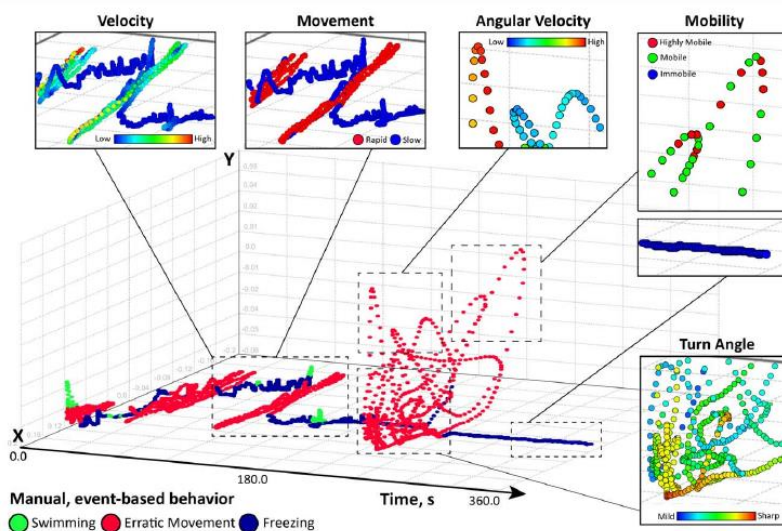 Velocity
Movement
Angular Velocity
Mobility
Low High
Rapid Slow
Low High
Highly Mobile
Mobile
Immobile
Y
Turn Angle
X
0.0
180.0
Time, s
360.0
Mild Sharp
Manual, event-based behavior
Swimming Erratic Movement Freezing